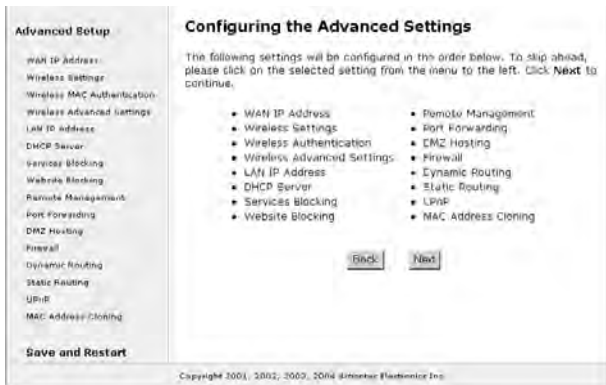 Advanced Setup
WAN IP Address
Wireless Settings
Wireless MAC Authentication
Wireless Advanced Settings
LAN IP Address
DHCP Server
Services Blocking
Website Blocking
Remote Management
Port Forwarding
DMZ Hosting
Firewall
Dynamic Routing
Static Routing
UPnP
MAC Address Cloning
Save and Restart
Configuring the Advanced Settings
The following settings will be configured in the order below. To skip ahead,
please click on the selected setting from the menu to the left. Click Next to
continue.
• WAN IP Address
• Wireless Settings
• Wireless Authentication
• Wireless Advanced Settings
• LAN IP Address
• DHCP Server
• Services Blocking
• Website Blocking
• Remote Management
• Port Forwarding
• DMZ Hosting
• Firewall
• Dynamic Routing
• Static Routing
• UPnP
• MAC Address Cloning
Back Next
Copyright 2001, 2002, 2003, 2004 Electronics Inc